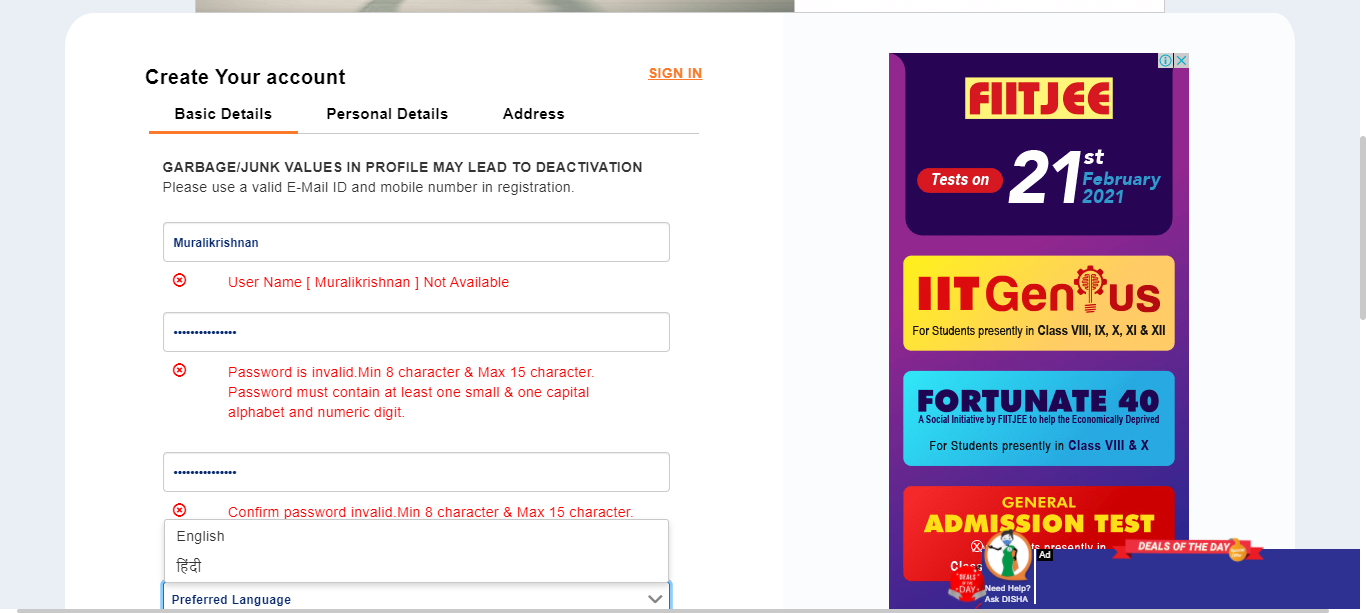 Create Your account
SIGN IN
Basic Details
Personal Details
Address
GARBAGE/JUNK VALUES IN PROFILE MAY LEAD TO DEACTIVATION
Please use a valid E-Mail ID and mobile number in registration.
Muralikrishnan
User Name [ Muralikrishnan ] Not Available
•••••••••••••••
Password is invalid.Min 8 character & Max 15 character.
Password must contain at least one small & one capital
alphabet and numeric digit.
•••••••••••••••
Confirm password invalid.Min 8 character & Max 15 character.
English
हिंदी
Preferred Language
FIITJEE
Tests on
21st
February
2021
IIT Genius
For Students presently in Class VIII, IX, X, XI & XII
FORTUNATE 40
A Social Initiative by FIITJEE to help the Economically Deprived
For Students presently in Class VIII & X
GENERAL
ADMISSION TEST
ts presently in
Class
Ad
DEALS OF THE DAY
DEALS
OF THE
DAY
Need Help?
Ask DISHA